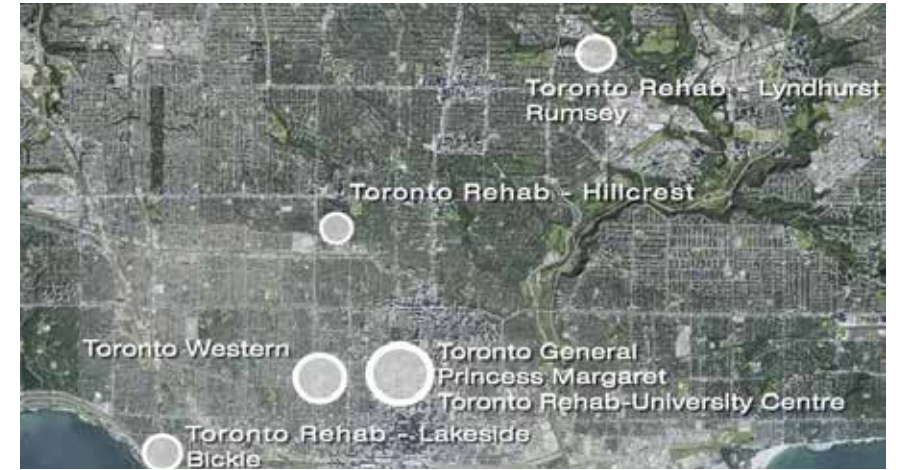 Toronto Rehab - Lyndhurst
Rumsey
Toronto Rehab - Hillcrest
Toronto Western
Toronto General
Princess Margaret
Toronto Rehab-University Centre
Toronto Rehab - Lakeside
Bickle